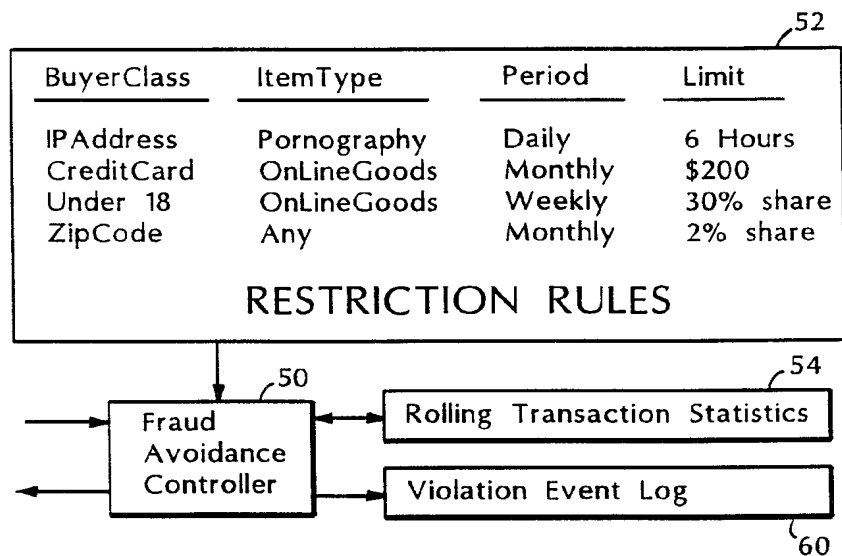 52
BuyerClass ItemType Period Limit
IPAddress Pornography Daily 6 Hours
CreditCard OnLineGoods Monthly $200
Under 18 OnLineGoods Weekly 30% share
ZipCode Any Monthly 2% share
RESTRICTION RULES
50
54
Fraud
Avoidance
Controller
Rolling Transaction Statistics
Violation Event Log
60